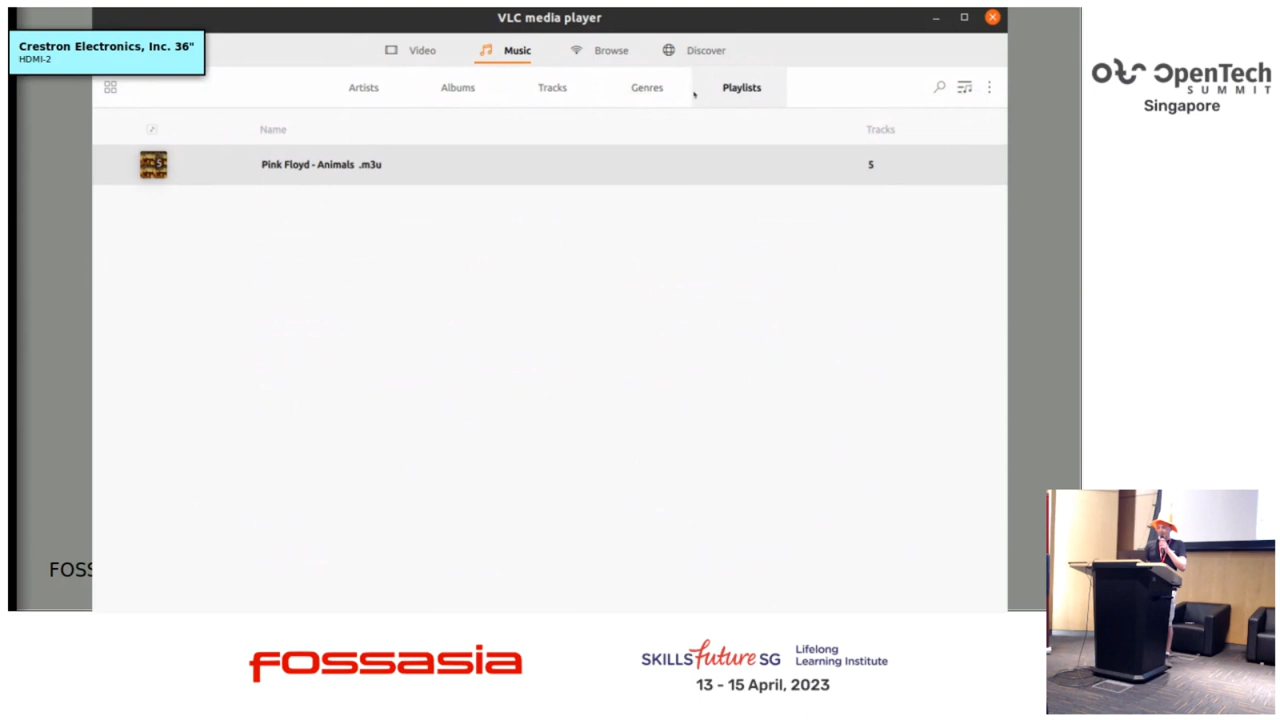 VLC media player
Crestron Electronics, Inc. 36"
HDMI-2
Video
Music
Browse
Discover
Artists
Albums
Tracks
Genres
Playlists
Name
Tracks
5
Pink Floyd - Animals .m3u
5
FOSS
OpenTech
SUMMIT
Singapore
FOSSASIA
SKILLSfuture SG
Lifelong
Learning Institute
13 - 15 April, 2023